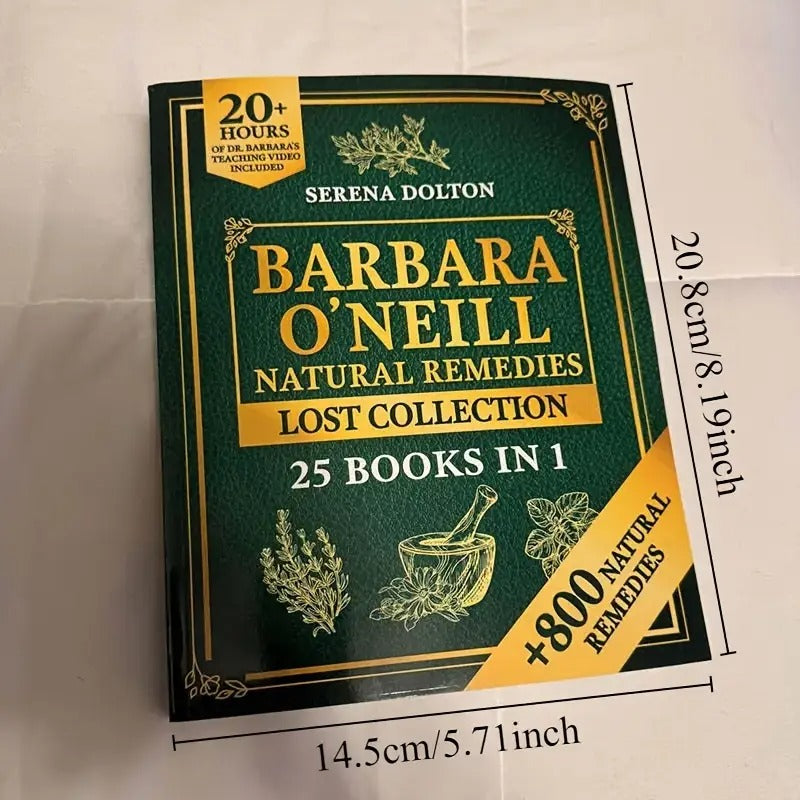 20+
HOURS
OF DR. BARBARA'S
TEACHING VIDEO
INCLUDED
SERENA DOLTON
BARBARA
O'NEILL
NATURAL REMEDIES
LOST COLLECTION
25 BOOKS IN 1
+800 NATURAL
REMEDIES
20.8cm/8.19inch
14.5cm/5.71inch